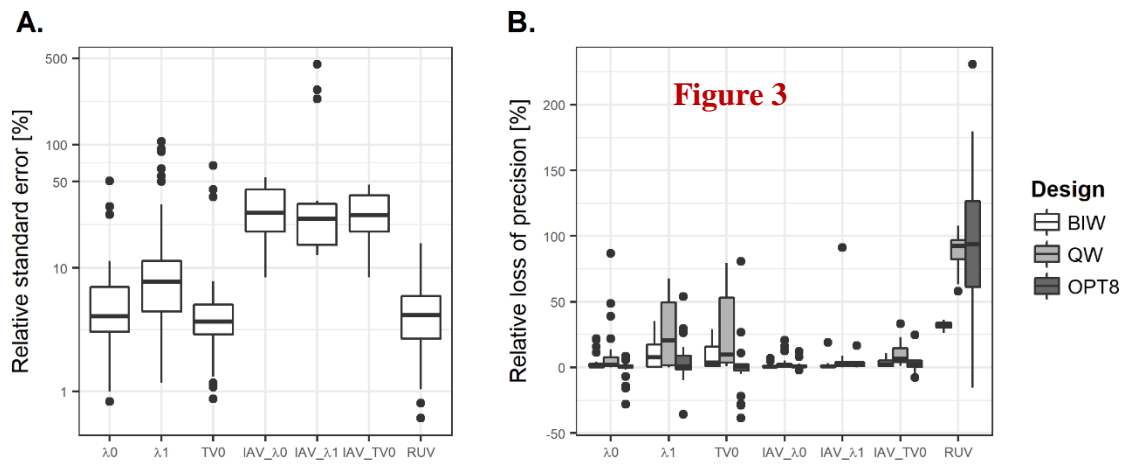 A.
B.
Relative standard error [%]
500
100
50
10
1
λ0 λ1 TV0 IAV_λ0 IAV_λ1 IAV_TV0 RUV
Figure 3
Relative loss of precision [%]
200
150
100
50
0
-50
λ0 λ1 TV0 IAV_λ0 IAV_λ1 IAV_TV0 RUV
Design
BIW
QW
OPT8